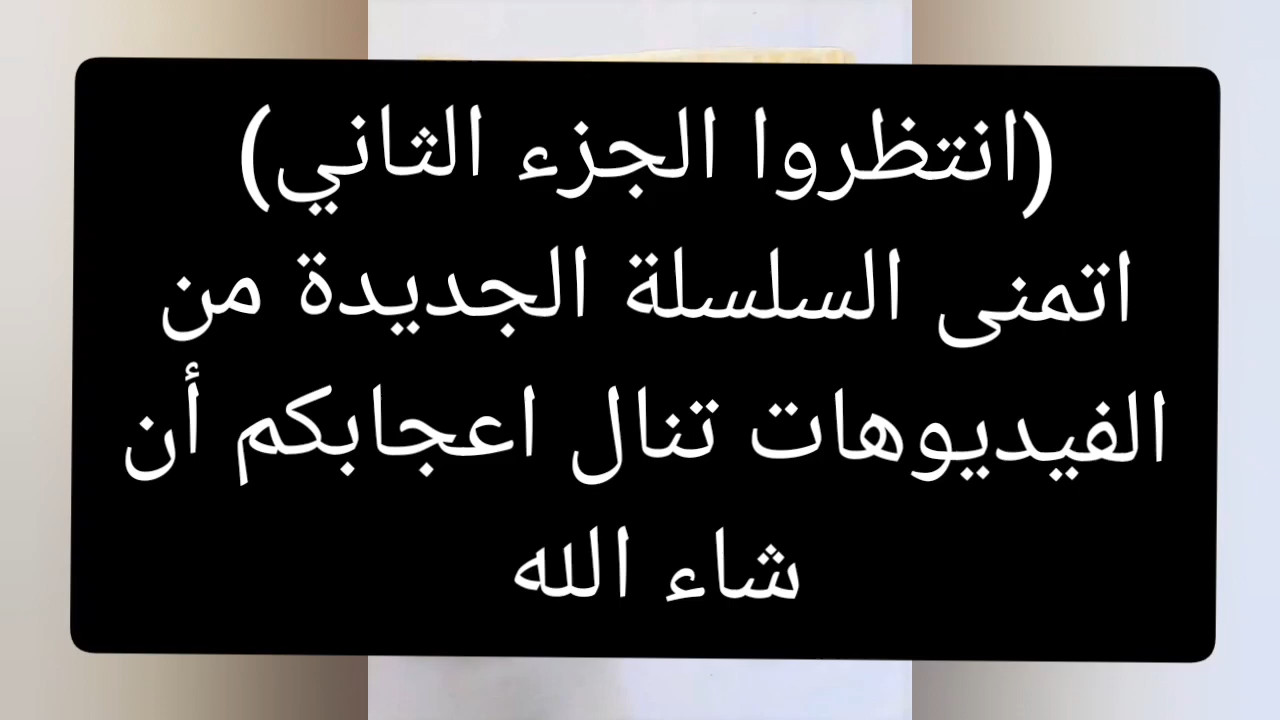 (انتظروا الجزء الثاني)
اتمنى السلسلة الجديدة من
الفيديوهات تنال اعجابكم أن
شاء الله